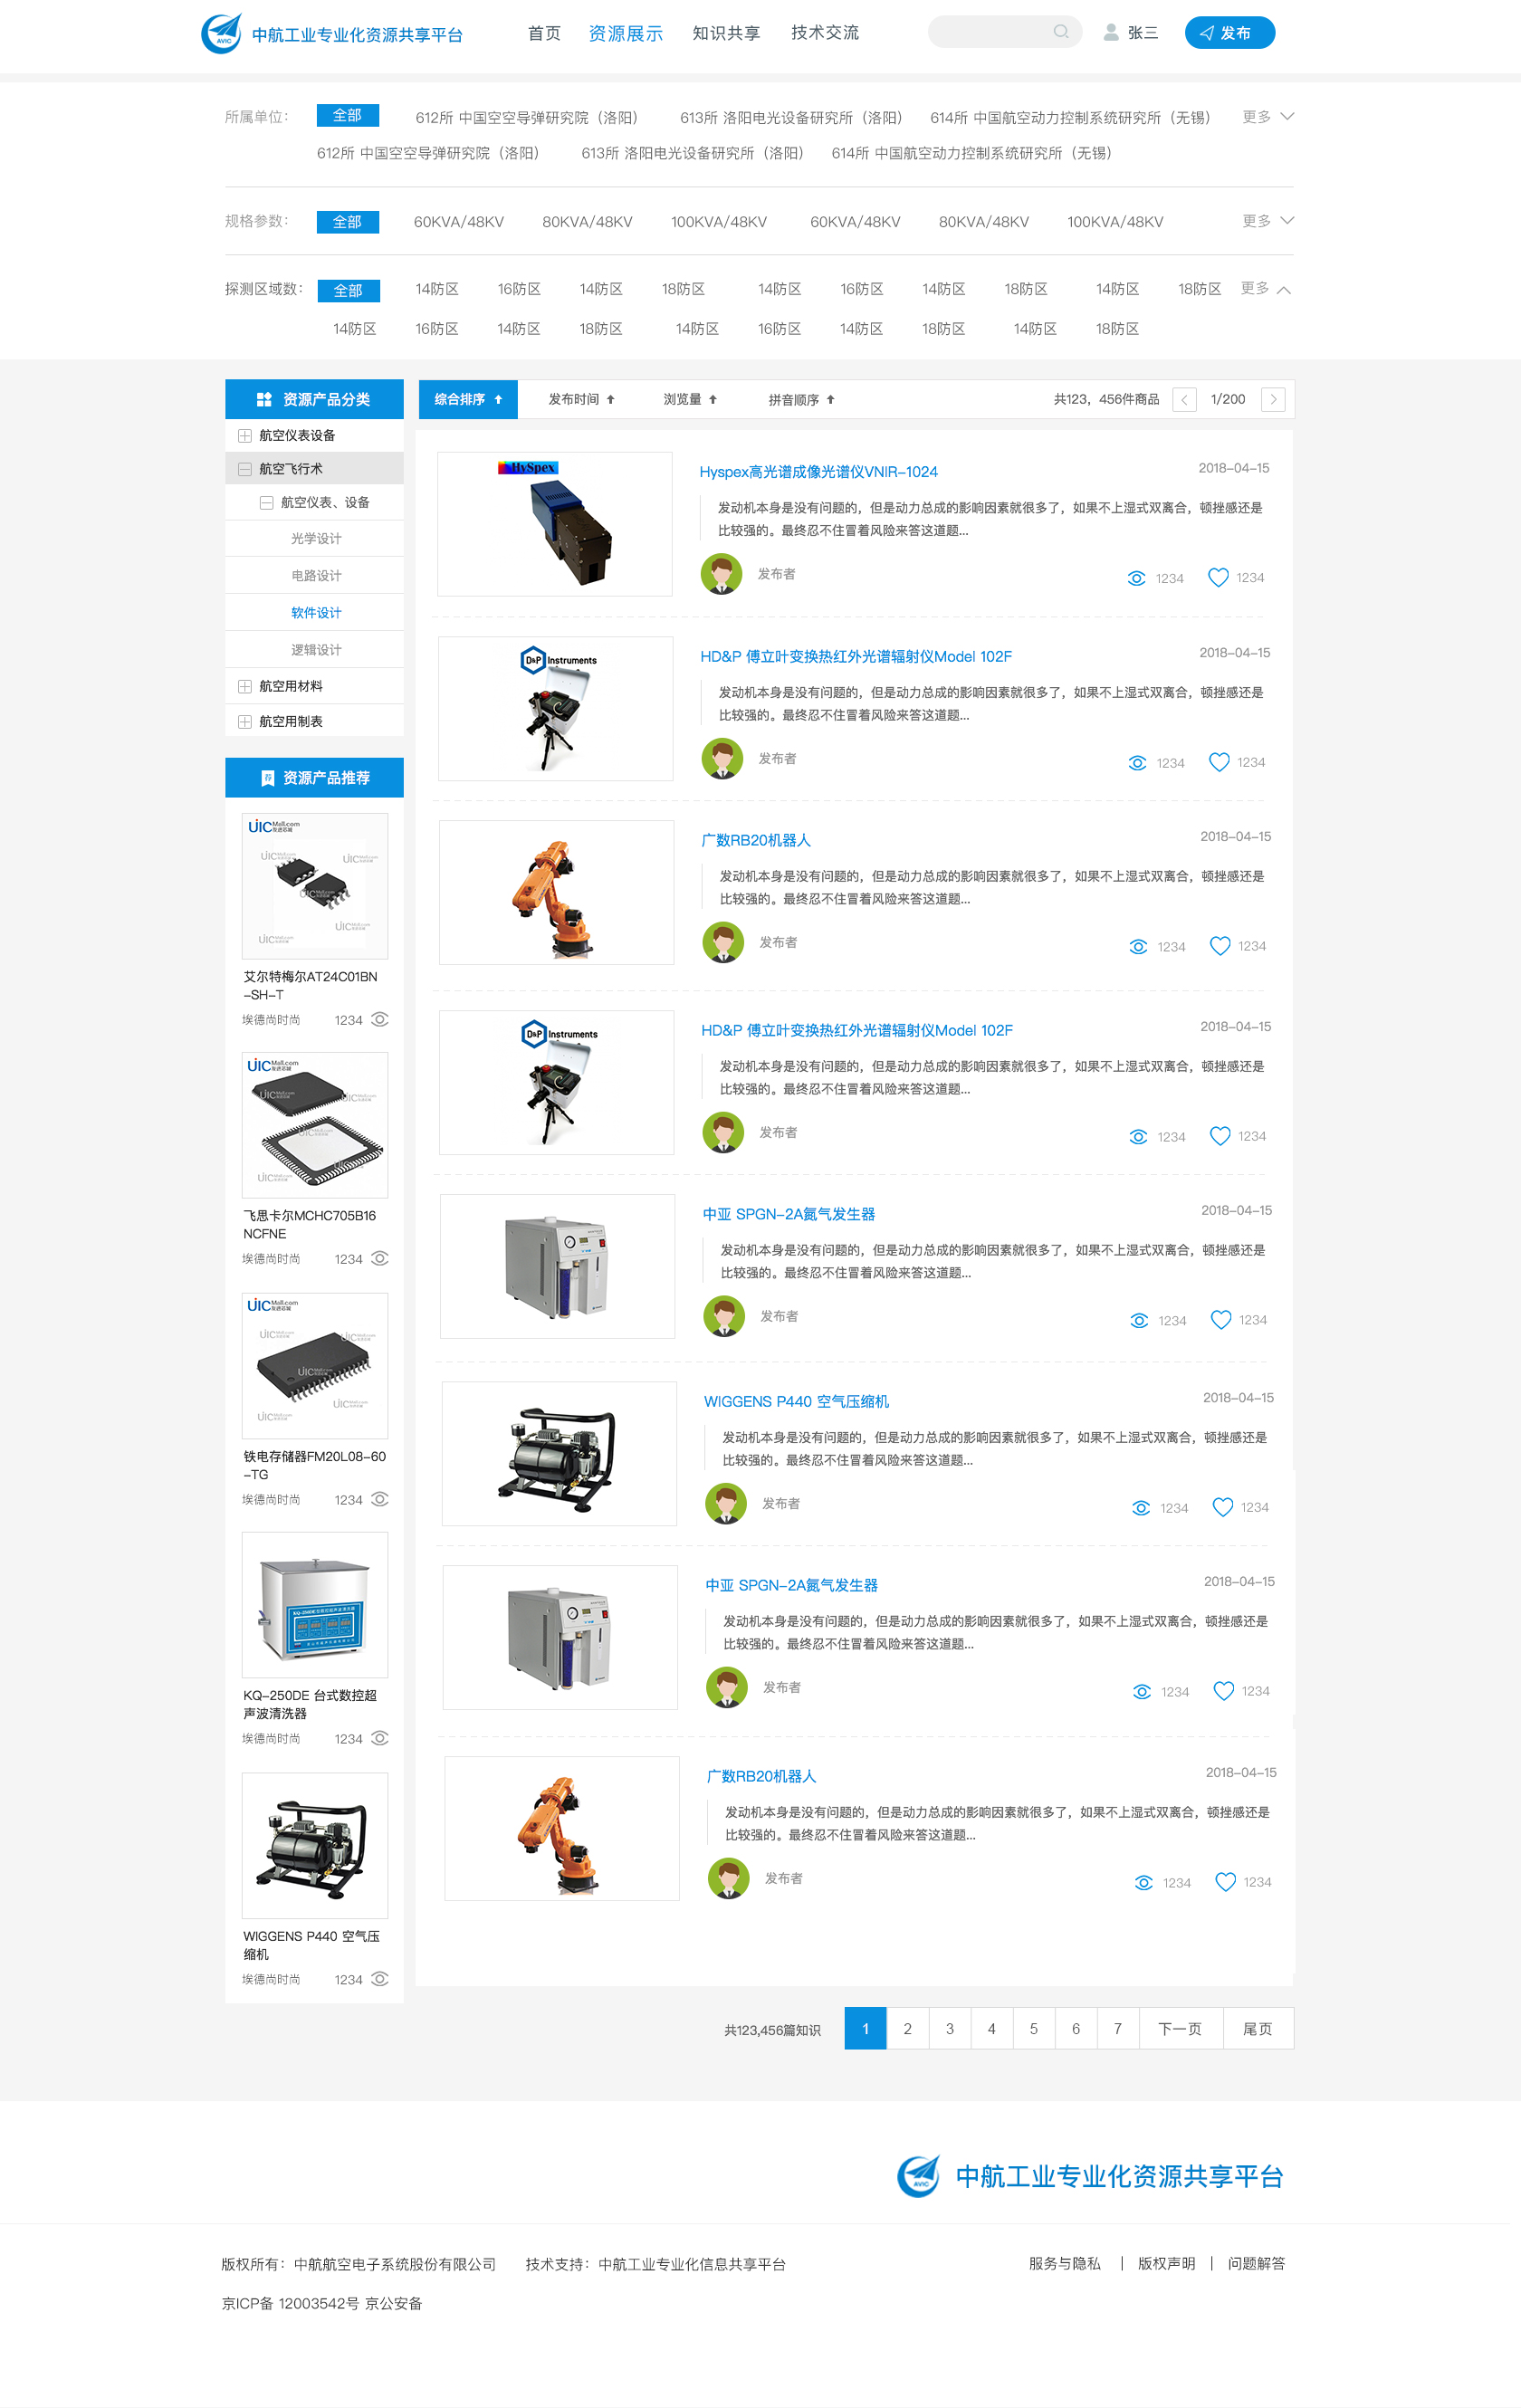 中航工业专业化资源共享平台 首页 资源展示 知识共享 技术交流 张三 发布
AVIC
所属单位： 全部 612所 中国空空导弹研究院（洛阳） 613所 洛阳电光设备研究所（洛阳） 614所 中国航空动力控制系统研究所（无锡） 更多
612所 中国空空导弹研究院（洛阳） 613所 洛阳电光设备研究所（洛阳） 614所 中国航空动力控制系统研究所（无锡）
规格参数： 全部 60KVA/48KV 80KVA/48KV 100KVA/48KV 60KVA/48KV 80KVA/48KV 100KVA/48KV 更多
探测区域数： 全部 14防区 16防区 14防区 18防区 14防区 16防区 14防区 18防区 14防区 18防区 更多
14防区 16防区 14防区 18防区 14防区 16防区 14防区 18防区 14防区 18防区
资源产品分类
航空仪表设备
航空飞行术
航空仪表、设备
光学设计
电路设计
软件设计
逻辑设计
航空用材料
航空用制表
资源产品推荐
UIC Mall.com
艾尔特梅尔AT24C01BN
-SH-T
埃德尚时尚 1234
UIC Mall.com
飞思卡尔MCHC705B16
NCFNE
埃德尚时尚 1234
UIC Mall.com
铁电存储器FM20L08-60
-TG
埃德尚时尚 1234
KQ-250DE 台式数控超
声波清洗器
埃德尚时尚 1234
WIGGENS P440 空气压
缩机
埃德尚时尚 1234
综合排序 发布时间 浏览量 拼音顺序 共123，456件商品 1/200
HySpex
Hyspex高光谱成像光谱仪VNIR-1024 2018-04-15
发动机本身是没有问题的，但是动力总成的影响因素就很多了，如果不上湿式双离合，顿挫感还是
比较强的。最终忍不住冒着风险来答这道题...
发布者 1234 1234
D&P Instruments
HD&P 傅立叶变换热红外光谱辐射仪Model 102F 2018-04-15
发动机本身是没有问题的，但是动力总成的影响因素就很多了，如果不上湿式双离合，顿挫感还是
比较强的。最终忍不住冒着风险来答这道题...
发布者 1234 1234
广数RB20机器人 2018-04-15
发动机本身是没有问题的，但是动力总成的影响因素就很多了，如果不上湿式双离合，顿挫感还是
比较强的。最终忍不住冒着风险来答这道题...
发布者 1234 1234
D&P Instruments
HD&P 傅立叶变换热红外光谱辐射仪Model 102F 2018-04-15
发动机本身是没有问题的，但是动力总成的影响因素就很多了，如果不上湿式双离合，顿挫感还是
比较强的。最终忍不住冒着风险来答这道题...
发布者 1234 1234
中亚 SPGN-2A氮气发生器 2018-04-15
发动机本身是没有问题的，但是动力总成的影响因素就很多了，如果不上湿式双离合，顿挫感还是
比较强的。最终忍不住冒着风险来答这道题...
发布者 1234 1234
WIGGENS P440 空气压缩机 2018-04-15
发动机本身是没有问题的，但是动力总成的影响因素就很多了，如果不上湿式双离合，顿挫感还是
比较强的。最终忍不住冒着风险来答这道题...
发布者 1234 1234
中亚 SPGN-2A氮气发生器 2018-04-15
发动机本身是没有问题的，但是动力总成的影响因素就很多了，如果不上湿式双离合，顿挫感还是
比较强的。最终忍不住冒着风险来答这道题...
发布者 1234 1234
广数RB20机器人 2018-04-15
发动机本身是没有问题的，但是动力总成的影响因素就很多了，如果不上湿式双离合，顿挫感还是
比较强的。最终忍不住冒着风险来答这道题...
发布者 1234 1234
共123,456篇知识 1 2 3 4 5 6 7 下一页 尾页
AVIC
中航工业专业化资源共享平台
版权所有：中航航空电子系统股份有限公司 技术支持：中航工业专业化信息共享平台 服务与隐私 | 版权声明 | 问题解答
京ICP备 12003542号 京公安备